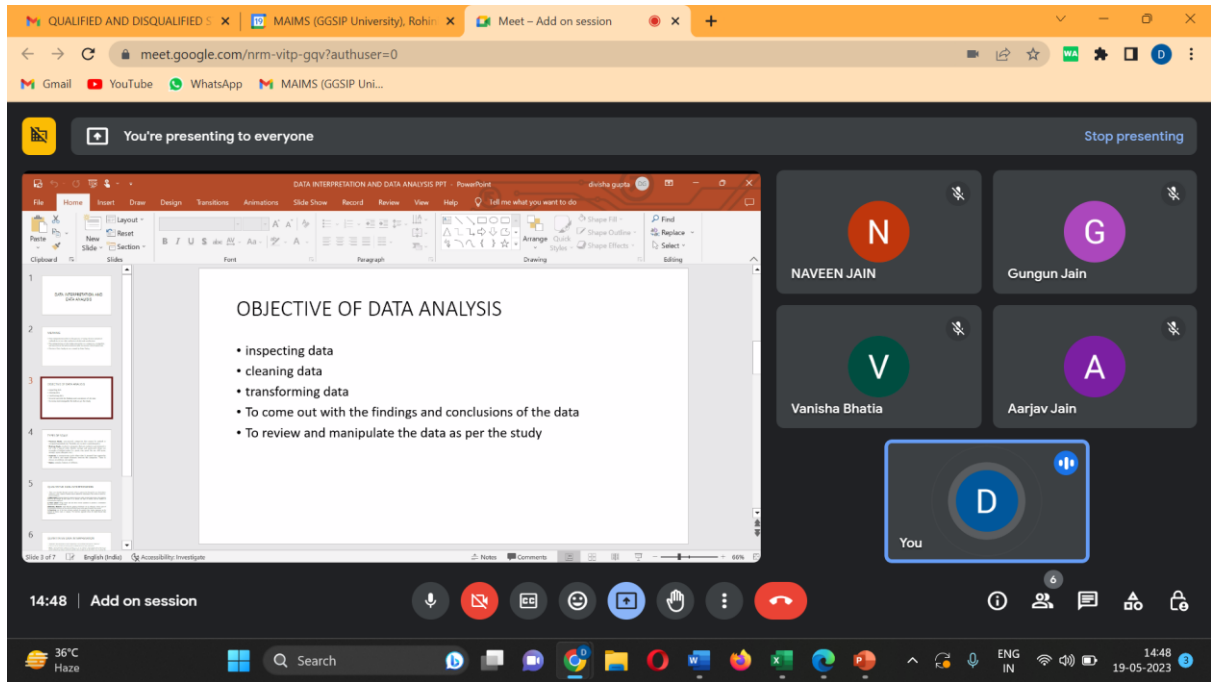 QUALIFIED AND DISQUALIFIED S
MAIMS (GGSIP University), Rohin
Meet – Add on session
meet.google.com/nrm-vitp-gqv?authuser=0
WA
D
Gmail
YouTube
WhatsApp
MAIMS (GGSIP Uni...
You're presenting to everyone
Stop presenting
DATA INTERPRETATION AND DATA ANALYSIS PPT - PowerPoint
divisha gupta
File Home Insert Draw Design Transitions Animations Slide Show Record Review View Help Tell me what you want to do
Paste
New Slide
Layout
Reset
Section
Arrange
Quick Styles
Shape Fill
Shape Outline
Shape Effects
Find
Replace
Select
Clipboard Slides Font Paragraph Drawing Editing
1
2
3
4
5
6
OBJECTIVE OF DATA ANALYSIS
• inspecting data
• cleaning data
• transforming data
• To come out with the findings and conclusions of the data
• To review and manipulate the data as per the study
Slide 3 of 7 English (India) Accessibility: Investigate Notes Comments 66%
N
NAVEEN JAIN
G
Gungun Jain
V
Vanisha Bhatia
A
Aarjav Jain
D
You
14:48 | Add on session
6
36°C
Haze
Search
ENG
IN
14:48
19-05-2023
3